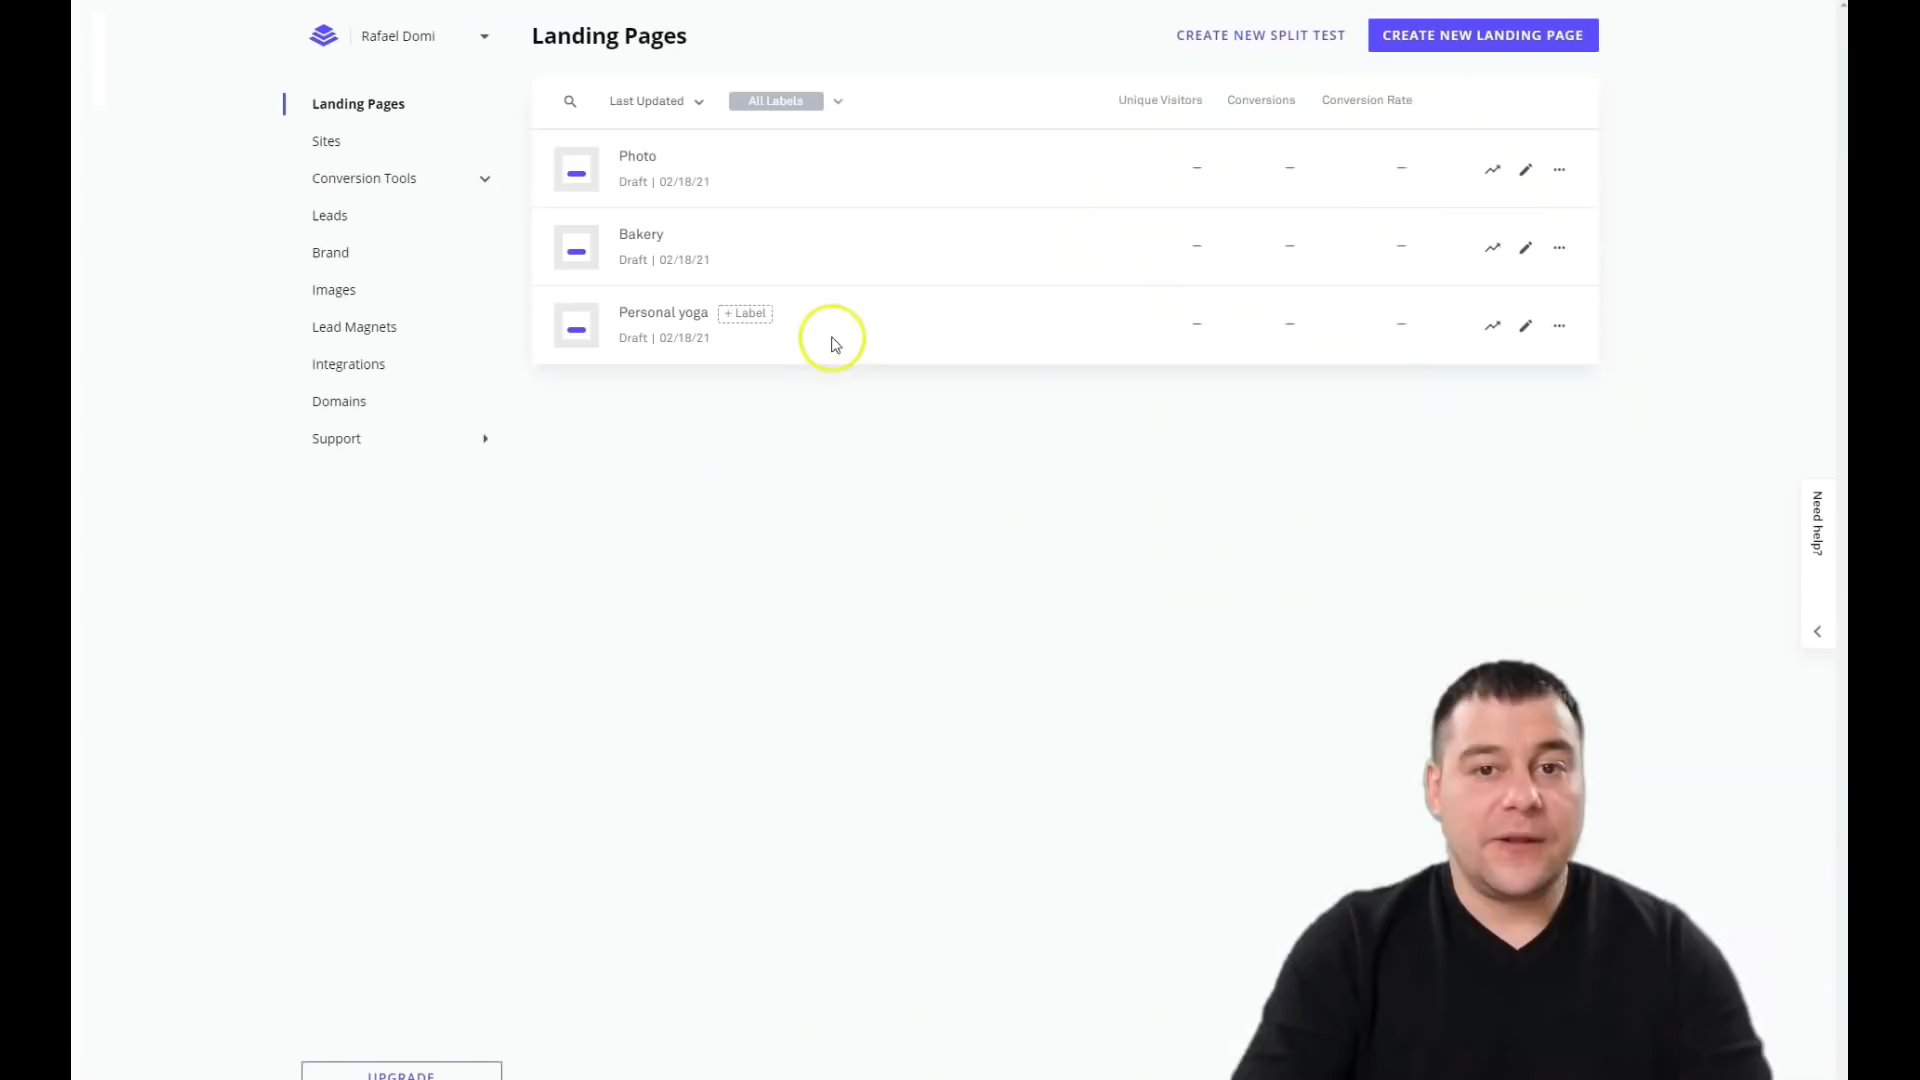 Rafael Domi
Landing Pages
CREATE NEW SPLIT TEST
CREATE NEW LANDING PAGE
Landing Pages
Sites
Conversion Tools
Leads
Brand
Images
Lead Magnets
Integrations
Domains
Support
UPGRADE
Last Updated
All Labels
Unique Visitors
Conversions
Conversion Rate
Photo
Draft | 02/18/21
– – –
Bakery
Draft | 02/18/21
– – –
Personal yoga
+ Label
Draft | 02/18/21
– – –
Need help?